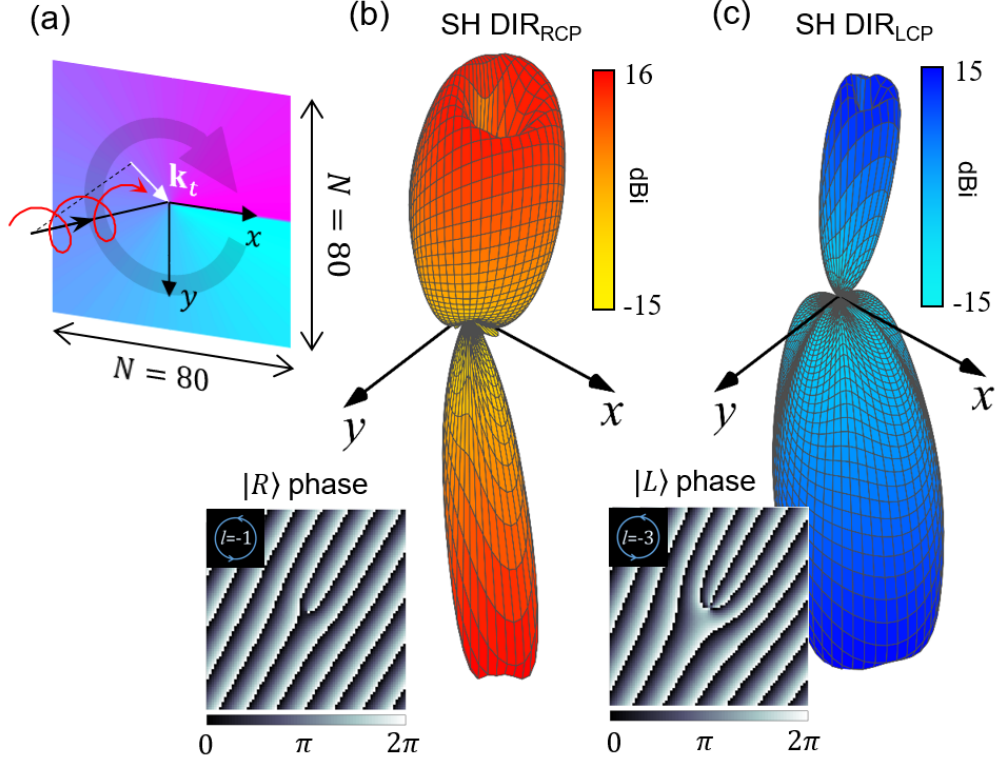 (a)
k_t
x
y
N = 80
N = 80
(b)
SH DIR_RCP
16
dBi
-15
y
x
|R⟩ phase
l=-1
0 π 2π
(c)
SH DIR_LCP
15
dBi
-15
y
x
|L⟩ phase
l=-3
0 π 2π